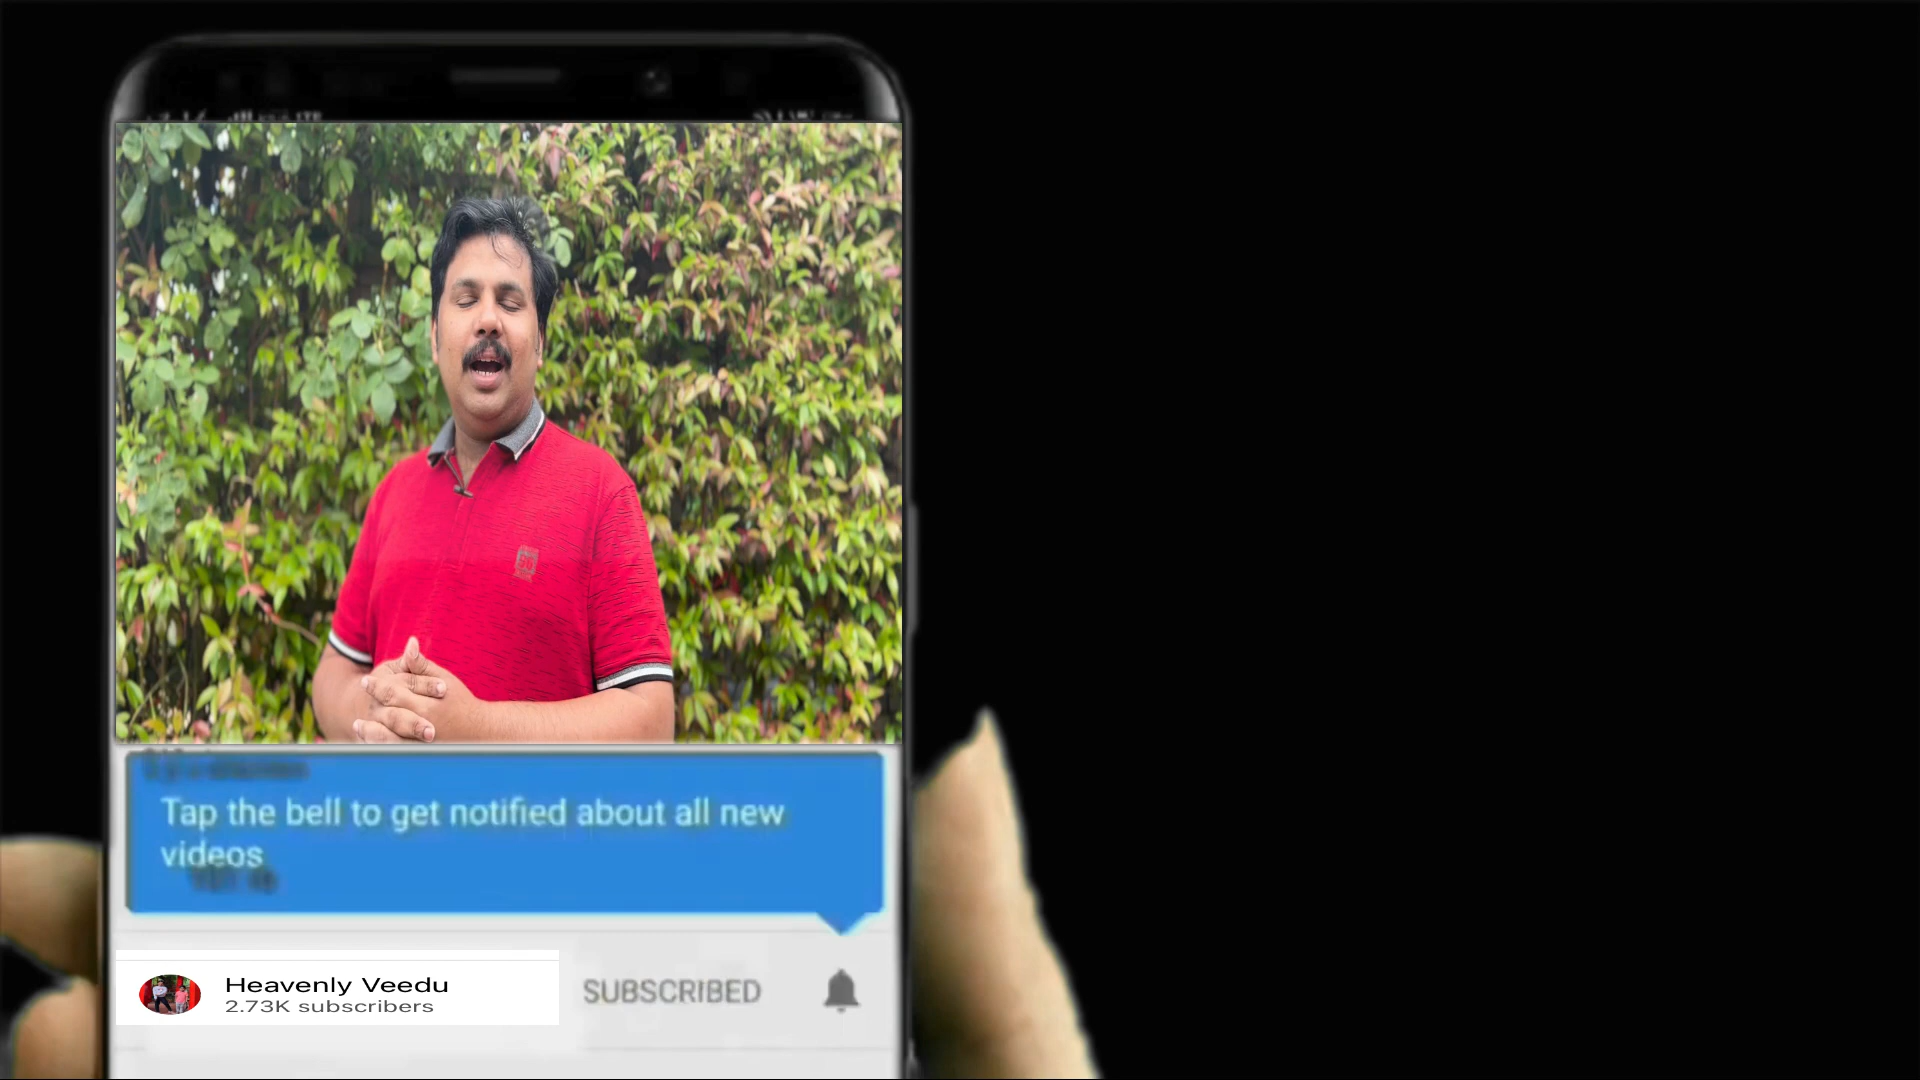 Tap the bell to get notified about all new
videos
Heavenly Veedu
2.73K subscribers
SUBSCRIBED